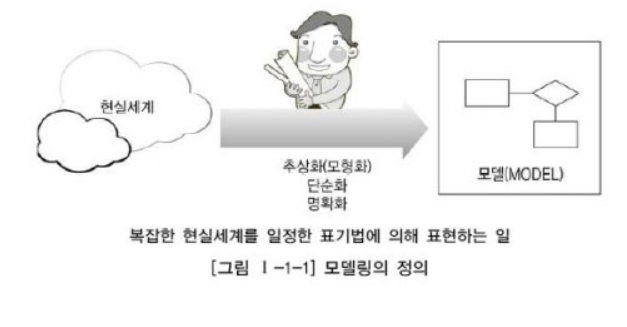 현실세계
추상화(모형화)
단순화
명확화
모델(MODEL)
복잡한 현실세계를 일정한 표기법에 의해 표현하는 일
[그림 Ⅰ-1-1] 모델링의 정의